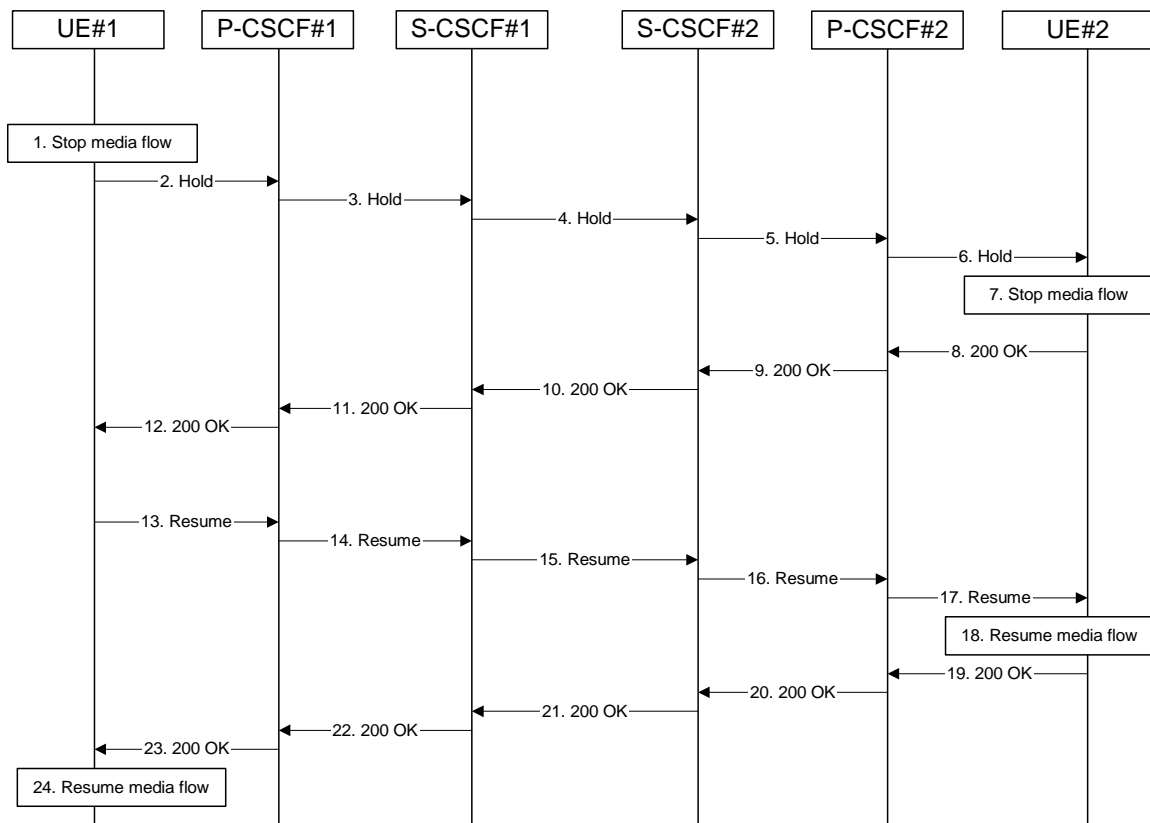 UE#1
P-CSCF#1
S-CSCF#1
S-CSCF#2
P-CSCF#2
UE#2
1. Stop media flow
2. Hold
3. Hold
4. Hold
5. Hold
6. Hold
7. Stop media flow
8. 200 OK
9. 200 OK
10. 200 OK
11. 200 OK
12. 200 OK
13. Resume
14. Resume
15. Resume
16. Resume
17. Resume
18. Resume media flow
19. 200 OK
20. 200 OK
21. 200 OK
22. 200 OK
23. 200 OK
24. Resume media flow